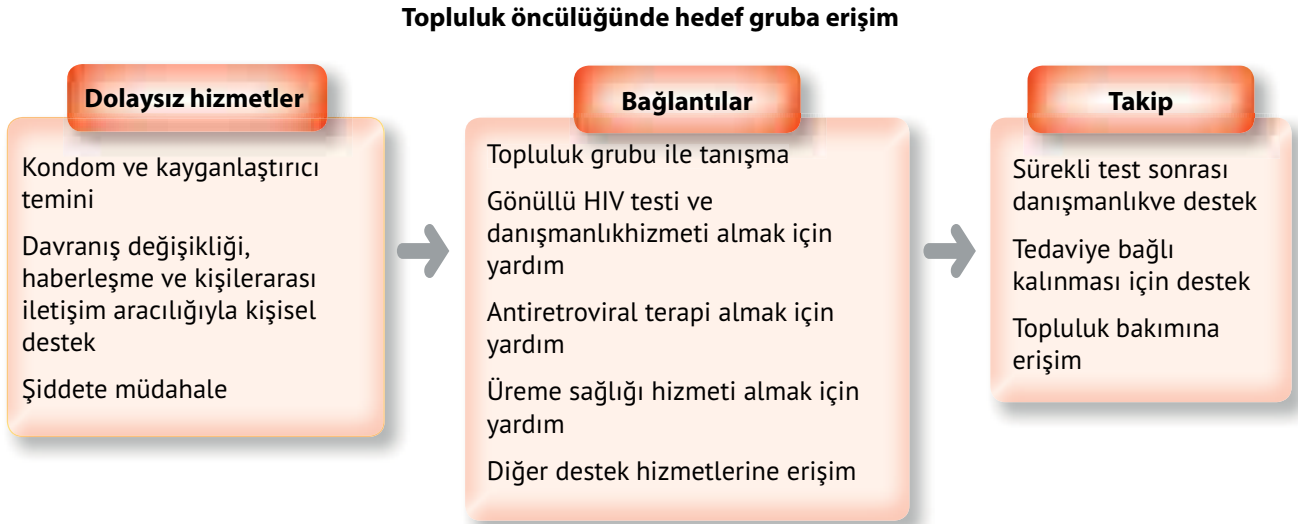 Topluluk öncülüğünde hedef gruba erişim
Dolaysız hizmetler
Kondom ve kayganlaştırıcı
temini
Davranış değişikliği,
haberleşme ve kişilerarası
iletişim aracılığıyla kişisel
destek
Şiddete müdahale
Bağlantılar
Topluluk grubu ile tanışma
Gönüllü HIV testi ve
danışmanlıkhizmeti almak için
yardım
Antiretroviral terapi almak için
yardım
Üreme sağlığı hizmeti almak için
yardım
Diğer destek hizmetlerine erişim
Takip
Sürekli test sonrası
danışmanlıkve destek
Tedaviye bağlı
kalınması için destek
Topluluk bakımına
erişim